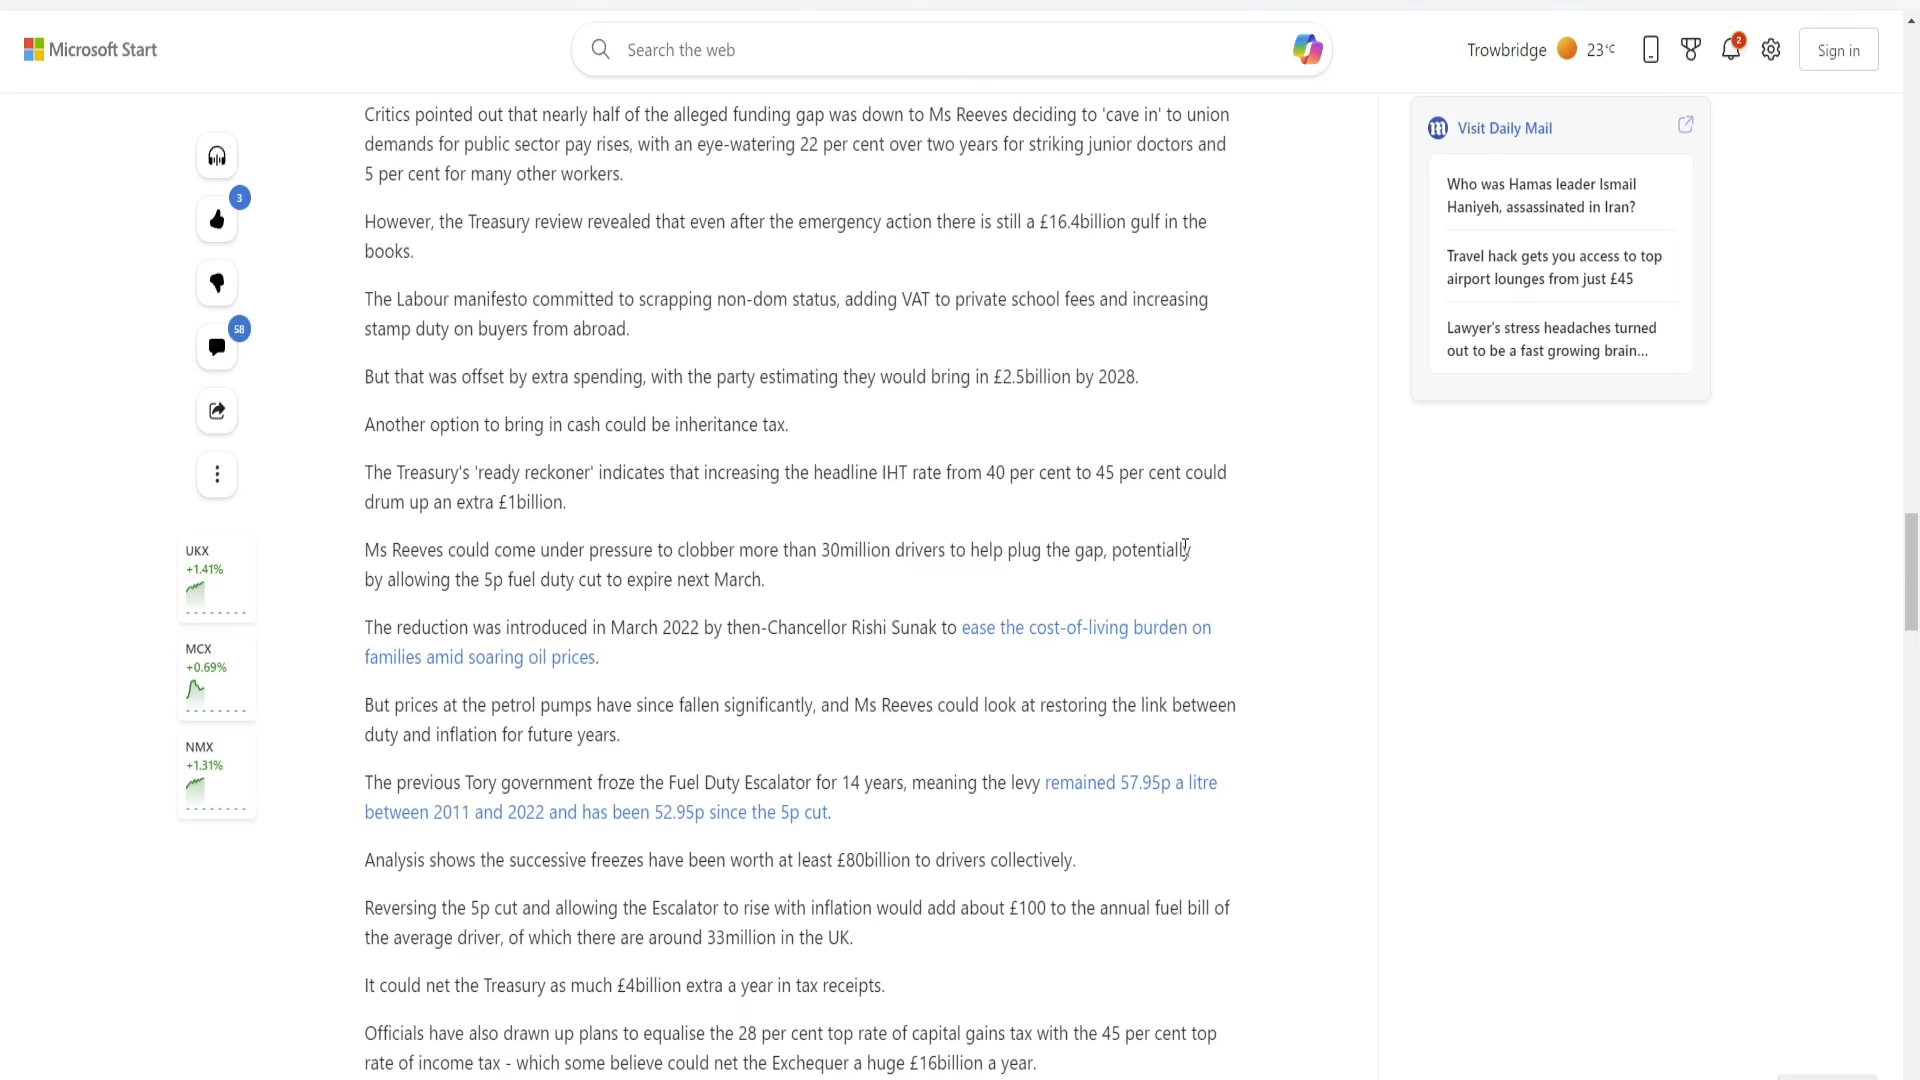 Microsoft Start
Search the web
Trowbridge 23°C
2
Sign in
Critics pointed out that nearly half of the alleged funding gap was down to Ms Reeves deciding to 'cave in' to union
demands for public sector pay rises, with an eye-watering 22 per cent over two years for striking junior doctors and
5 per cent for many other workers.
However, the Treasury review revealed that even after the emergency action there is still a £16.4billion gulf in the
books.
The Labour manifesto committed to scrapping non-dom status, adding VAT to private school fees and increasing
stamp duty on buyers from abroad.
But that was offset by extra spending, with the party estimating they would bring in £2.5billion by 2028.
Another option to bring in cash could be inheritance tax.
The Treasury's 'ready reckoner' indicates that increasing the headline IHT rate from 40 per cent to 45 per cent could
drum up an extra £1billion.
Ms Reeves could come under pressure to clobber more than 30million drivers to help plug the gap, potentially
by allowing the 5p fuel duty cut to expire next March.
The reduction was introduced in March 2022 by then-Chancellor Rishi Sunak to ease the cost-of-living burden on
families amid soaring oil prices.
But prices at the petrol pumps have since fallen significantly, and Ms Reeves could look at restoring the link between
duty and inflation for future years.
The previous Tory government froze the Fuel Duty Escalator for 14 years, meaning the levy remained 57.95p a litre
between 2011 and 2022 and has been 52.95p since the 5p cut.
Analysis shows the successive freezes have been worth at least £80billion to drivers collectively.
Reversing the 5p cut and allowing the Escalator to rise with inflation would add about £100 to the annual fuel bill of
the average driver, of which there are around 33million in the UK.
It could net the Treasury as much £4billion extra a year in tax receipts.
Officials have also drawn up plans to equalise the 28 per cent top rate of capital gains tax with the 45 per cent top
rate of income tax - which some believe could net the Exchequer a huge £16billion a year.
3
58
UKX
+1.41%
MCX
+0.69%
NMX
+1.31%
Visit Daily Mail
Who was Hamas leader Ismail
Haniyeh, assassinated in Iran?
Travel hack gets you access to top
airport lounges from just £45
Lawyer's stress headaches turned
out to be a fast growing brain...